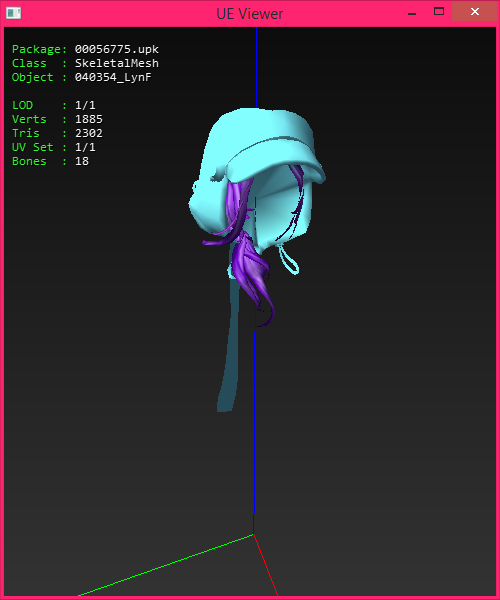 UE Viewer
Package: 00056775.upk
Class  : SkeletalMesh
Object : 040354_LynF
LOD    : 1/1
Verts  : 1885
Tris   : 2302
UV Set : 1/1
Bones  : 18